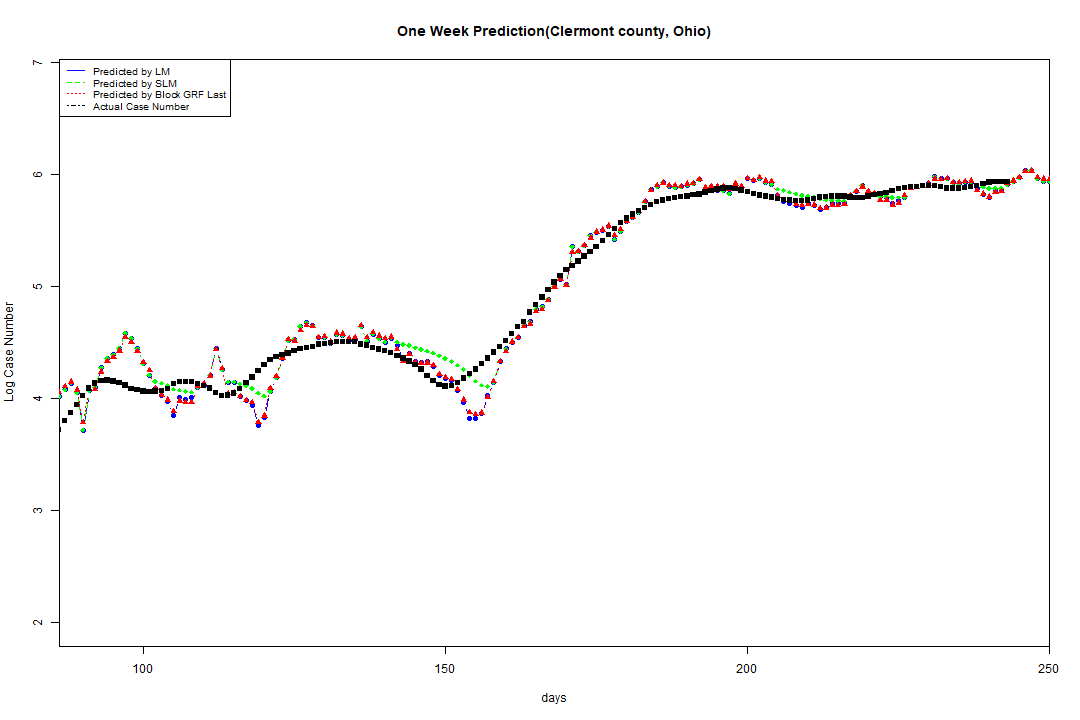 One Week Prediction(Clermont county, Ohio)
7
Predicted by LM
Predicted by SLM
Predicted by Block GRF Last
Actual Case Number
6
5
4
3
2
Log Case Number
100
150
200
250
days